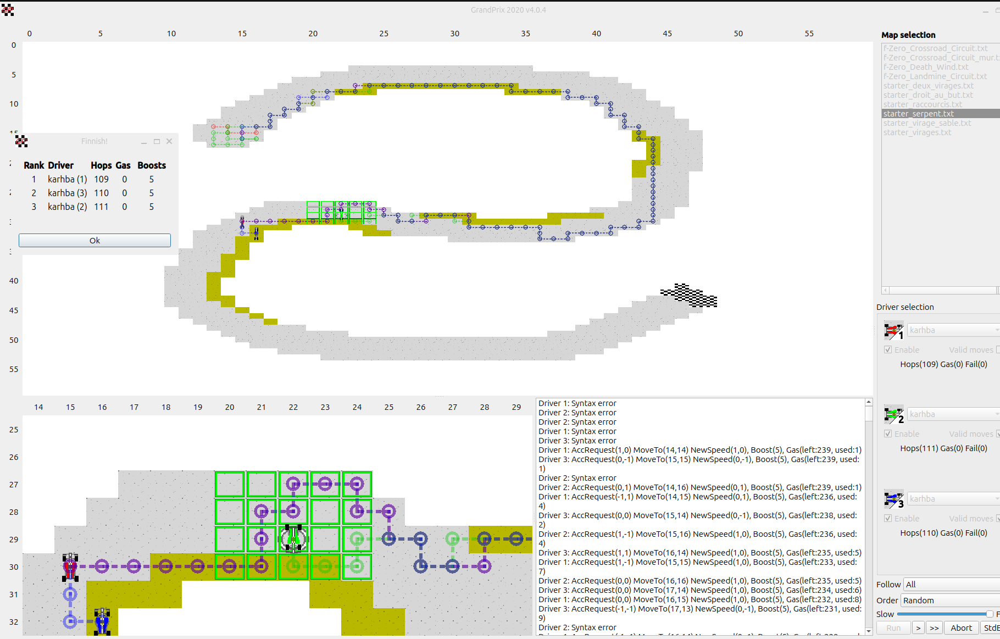 GrandPrix 2020 v4.0.4
0 5 10 15 20 25 30 35 40 45 50 55
0
5
10
15
40
45
50
55
Finnish!
Rank Driver Hops Gas Boosts
1 karhba (1) 109 0 5
2 karhba (3) 110 0 5
3 karhba (2) 111 0 5
Ok
Map selection
f-Zero_Crossroad_Circuit.txt
f-Zero_Crossroad_Circuit_mur.t
f-Zero_Death_Wind.txt
f-Zero_Landmine_Circuit.txt
starter_deux_virages.txt
starter_droit_au_but.txt
starter_raccourcis.txt
starter_serpent.txt
starter_virage_sable.txt
starter_virages.txt
Driver selection
1 karhba
Enable Valid moves
Hops(109) Gas(0) Fail(0)
2 karhba
Enable Valid moves
Hops(111) Gas(0) Fail(0)
3 karhba
Enable Valid moves
Hops(110) Gas(0) Fail(0)
Follow All
Order Random
Slow F
Run > >> Abort StdE
14 15 16 17 18 19 20 21 22 23 24 25 26 27 28 29
25
26
27
28
29
30
31
32
Driver 1: Syntax error
Driver 2: Syntax error
Driver 2: Syntax error
Driver 1: Syntax error
Driver 3: Syntax error
Driver 1: AccRequest(1,0) MoveTo(14,14) NewSpeed(1,0), Boost(5), Gas(left:239, used:1)
Driver 3: AccRequest(0,-1) MoveTo(15,15) NewSpeed(0,-1), Boost(5), Gas(left:239, used:
1)
Driver 2: Syntax error
Driver 2: AccRequest(0,1) MoveTo(14,16) NewSpeed(0,1), Boost(5), Gas(left:239, used:1)
Driver 1: AccRequest(-1,1) MoveTo(14,15) NewSpeed(0,1), Boost(5), Gas(left:236, used:
4)
Driver 3: AccRequest(0,0) MoveTo(15,14) NewSpeed(0,-1), Boost(5), Gas(left:238, used:
2)
Driver 2: AccRequest(1,-1) MoveTo(15,16) NewSpeed(1,0), Boost(5), Gas(left:236, used:
4)
Driver 3: AccRequest(1,1) MoveTo(16,14) NewSpeed(1,0), Boost(5), Gas(left:235, used:5)
Driver 1: AccRequest(1,-1) MoveTo(15,15) NewSpeed(1,0), Boost(5), Gas(left:233, used:
7)
Driver 2: AccRequest(0,0) MoveTo(16,16) NewSpeed(1,0), Boost(5), Gas(left:235, used:5)
Driver 3: AccRequest(0,0) MoveTo(17,14) NewSpeed(1,0), Boost(5), Gas(left:234, used:6)
Driver 1: AccRequest(0,0) MoveTo(16,15) NewSpeed(1,0), Boost(5), Gas(left:232, used:8)
Driver 3: AccRequest(-1,-1) MoveTo(17,13) NewSpeed(0,-1), Boost(5), Gas(left:231, used:
9)
Driver 2: Syntax error